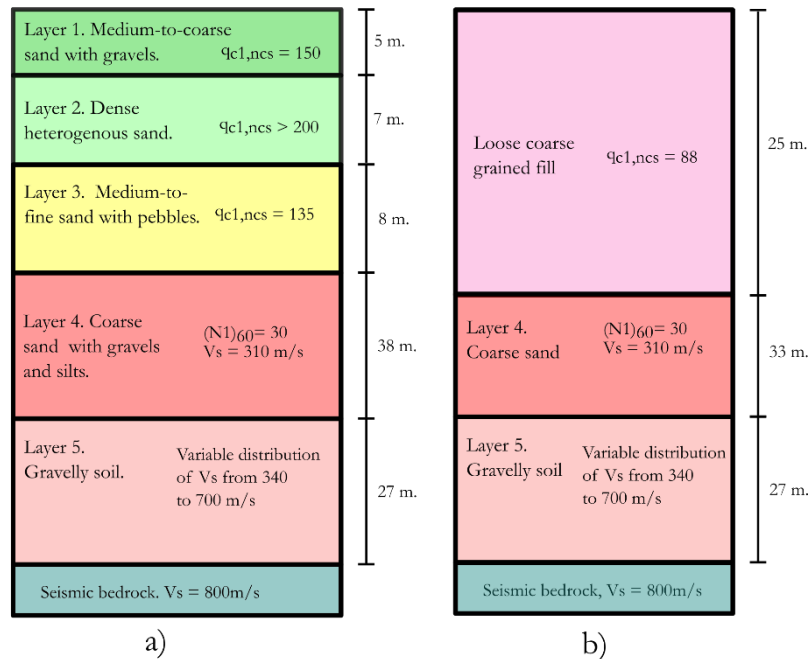 Layer 1. Medium-to-coarse
sand with gravels. qc1,ncs = 150
5 m.
Layer 2. Dense
heterogenous sand. qc1,ncs > 200
7 m.
Layer 3. Medium-to-
fine sand with pebbles. qc1,ncs = 135
8 m.
Layer 4. Coarse
sand with gravels
and silts.
(N1)60= 30
Vs = 310 m/s
38 m.
Layer 5.
Gravelly soil.
Variable distribution
of Vs from 340
to 700 m/s
27 m.
Seismic bedrock. Vs = 800m/s
a)
Loose coarse
grained fill
qc1,ncs = 88
25 m.
Layer 4.
Coarse sand
(N1)60= 30
Vs = 310 m/s
33 m.
Layer 5.
Gravelly soil
Variable distribution
of Vs from 340
to 700 m/s
27 m.
Seismic bedrock, Vs = 800m/s
b)